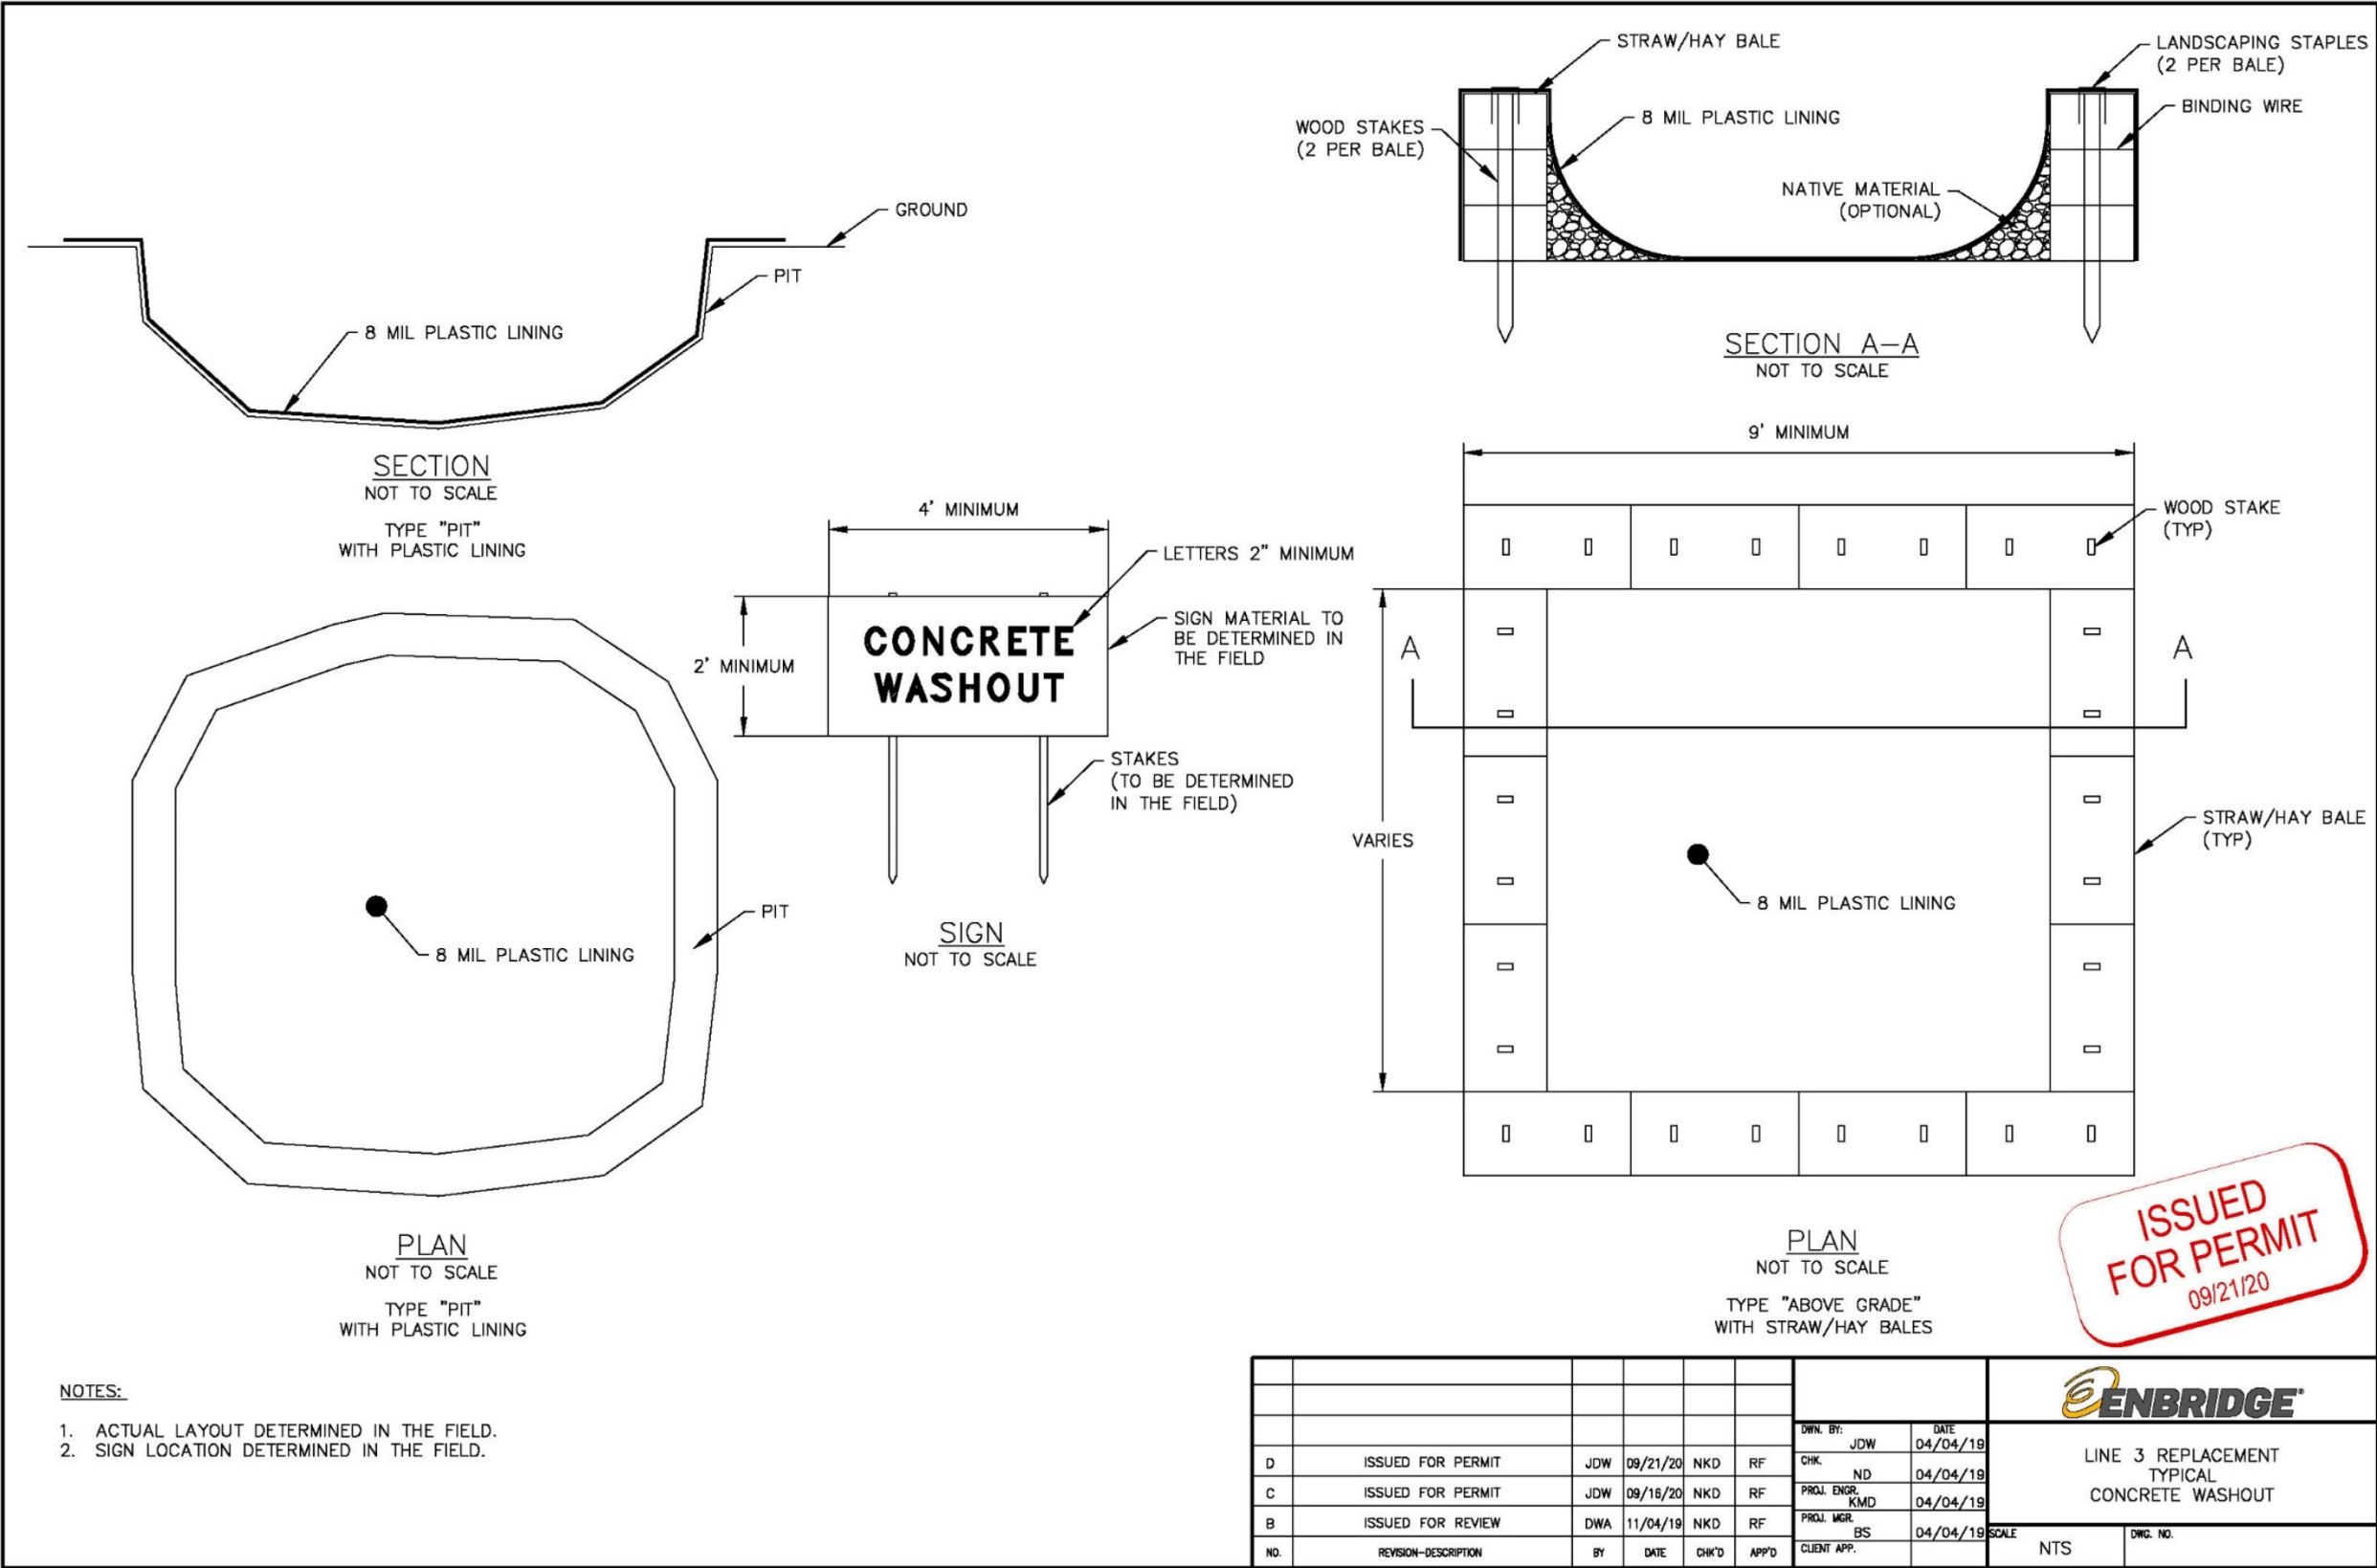 GROUND
PIT
8 MIL PLASTIC LINING
SECTION
NOT TO SCALE
TYPE "PIT"
WITH PLASTIC LINING
STRAW/HAY BALE
LANDSCAPING STAPLES
(2 PER BALE)
BINDING WIRE
WOOD STAKES
(2 PER BALE)
8 MIL PLASTIC LINING
NATIVE MATERIAL
(OPTIONAL)
SECTION A-A
NOT TO SCALE
4' MINIMUM
LETTERS 2" MINIMUM
CONCRETE
WASHOUT
SIGN MATERIAL TO
BE DETERMINED IN
THE FIELD
2' MINIMUM
STAKES
(TO BE DETERMINED
IN THE FIELD)
SIGN
NOT TO SCALE
9' MINIMUM
WOOD STAKE
(TYP)
A
A
STRAW/HAY BALE
(TYP)
VARIES
8 MIL PLASTIC LINING
PLAN
NOT TO SCALE
TYPE "ABOVE GRADE"
WITH STRAW/HAY BALES
PIT
8 MIL PLASTIC LINING
PLAN
NOT TO SCALE
TYPE "PIT"
WITH PLASTIC LINING
ISSUED
FOR PERMIT
09/21/20
NOTES:
1. ACTUAL LAYOUT DETERMINED IN THE FIELD.
2. SIGN LOCATION DETERMINED IN THE FIELD.
D ISSUED FOR PERMIT JDW 09/21/20 NKD RF
C ISSUED FOR PERMIT JDW 09/16/20 NKD RF
B ISSUED FOR REVIEW DWA 11/04/19 NKD RF
NO. REVISION-DESCRIPTION BY DATE CHK'D APP'D
DWN. BY: DATE
JDW 04/04/19
CHK.
ND 04/04/19
PROJ. ENGR.
KMD 04/04/19
PROJ. MGR.
BS 04/04/19
CLIENT APP.
ENBRIDGE®
LINE 3 REPLACEMENT
TYPICAL
CONCRETE WASHOUT
SCALE
NTS
DWG. NO.